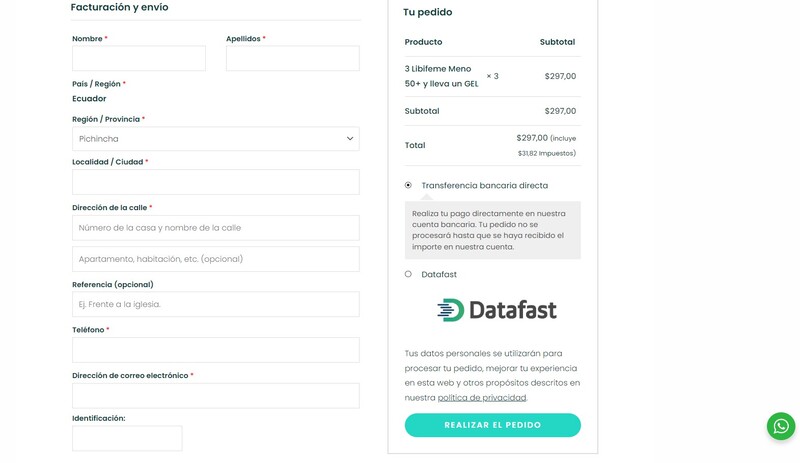 Facturación y envío
Nombre *
Apellidos *
País / Región *
Ecuador
Región / Provincia *
Pichincha
Localidad / Ciudad *
Dirección de la calle *
Número de la casa y nombre de la calle
Apartamento, habitación, etc. (opcional)
Referencia (opcional)
Ej. Frente a la iglesia.
Teléfono *
Dirección de correo electrónico *
Identificación:
Tu pedido
Producto Subtotal
3 Libifeme Meno
50+ y lleva un GEL × 3 $297,00
Subtotal $297,00
Total $297,00 (incluye
$31,82 Impuestos)
Transferencia bancaria directa
Realiza tu pago directamente en nuestra
cuenta bancaria. Tu pedido no se
procesará hasta que se haya recibido el
importe en nuestra cuenta.
Datafast
Datafast
Tus datos personales se utilizarán para
procesar tu pedido, mejorar tu experiencia
en esta web y otros propósitos descritos en
nuestra política de privacidad.
REALIZAR EL PEDIDO